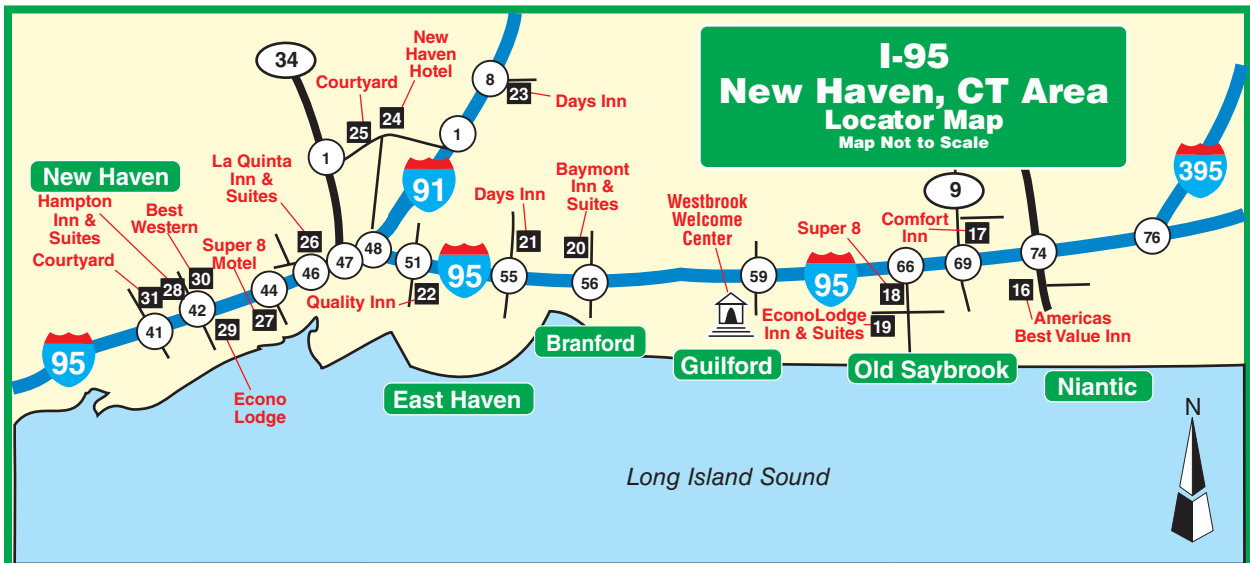 I-95
New Haven, CT Area
Locator Map
Map Not to Scale
34
New
Haven
Hotel
Courtyard
24
25
8
23
Days Inn
1
1
La Quinta
Inn &
Suites
91
395
New Haven
Hampton
Inn &
Suites
Best
Western
Super 8
Motel
Courtyard
26
Days Inn
21
Baymont
Inn &
Suites
20
Westbrook
Welcome
Center
Super 8
9
Comfort
Inn
17
31
28
30
41
42
44
46
47
48
51
95
55
56
59
95
66
69
74
76
29
27
Quality Inn
22
18
EconoLodge
Inn & Suites
19
16
Americas
Best Value Inn
95
Econo
Lodge
East Haven
Branford
Guilford
Old Saybrook
Niantic
Long Island Sound
N